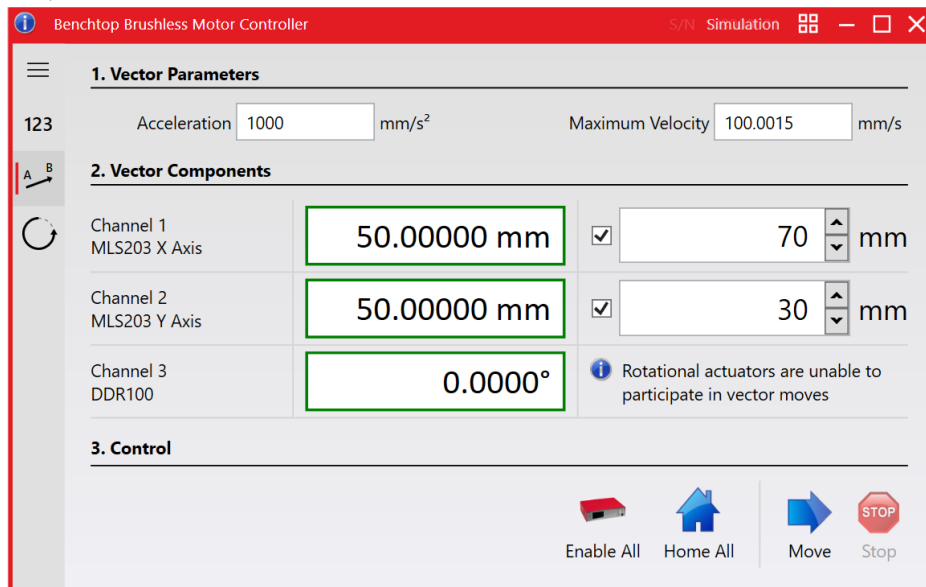 Benchtop Brushless Motor Controller
S/N Simulation
1. Vector Parameters
123
Acceleration 1000 mm/s² Maximum Velocity 100.0015 mm/s
A B
2. Vector Components
Channel 1
MLS203 X Axis
50.00000 mm 70 mm
Channel 2
MLS203 Y Axis
50.00000 mm 30 mm
Channel 3
DDR100
0.0000°
Rotational actuators are unable to
participate in vector moves
3. Control
STOP
Enable All Home All Move Stop